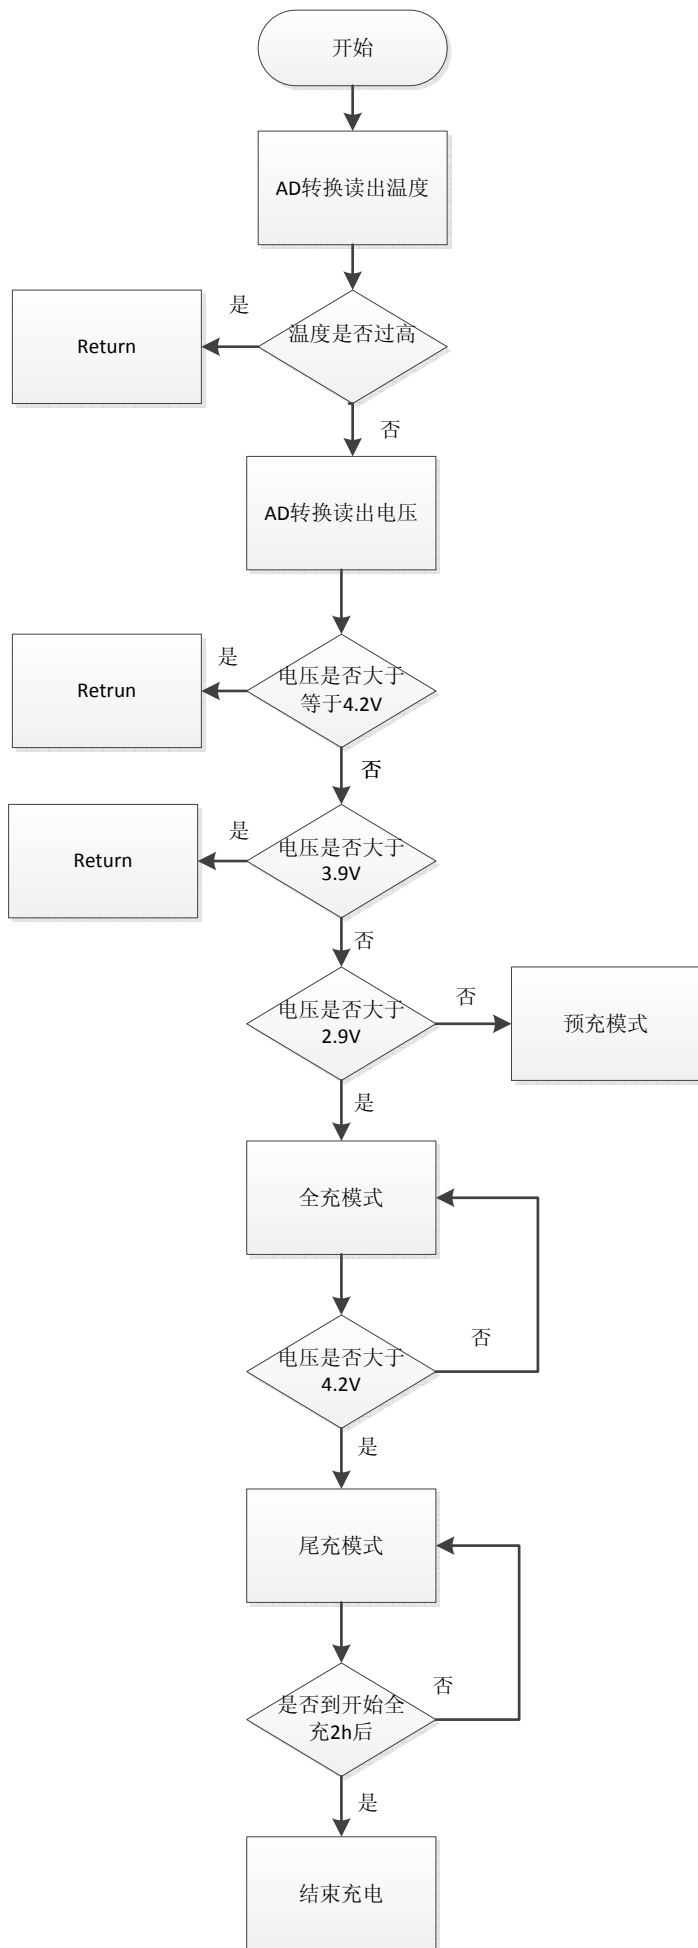 开始
AD转换读出温度
是
温度是否过高
Return
否
AD转换读出电压
是
电压是否大于
等于4.2V
Retrun
否
是
电压是否大于
3.9V
Return
否
电压是否大于
2.9V
否
预充模式
是
全充模式
否
电压是否大于
4.2V
是
尾充模式
否
是否到开始全
充2h后
是
结束充电